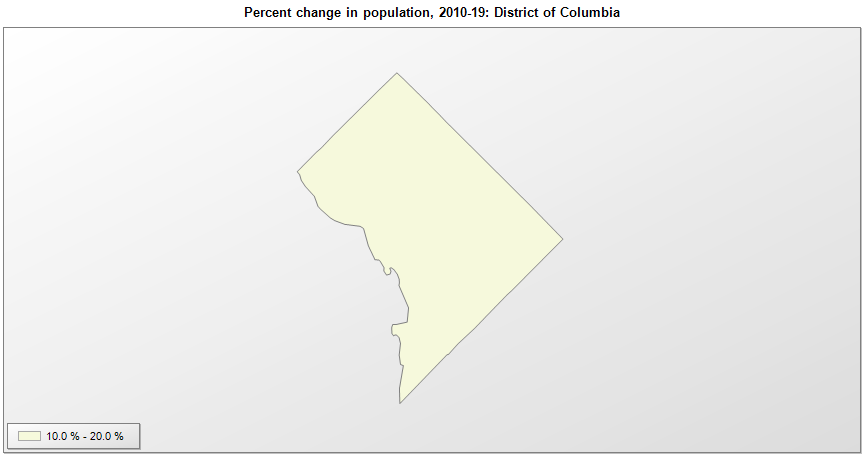 Percent change in population, 2010-19: District of Columbia
10.0 % - 20.0 %